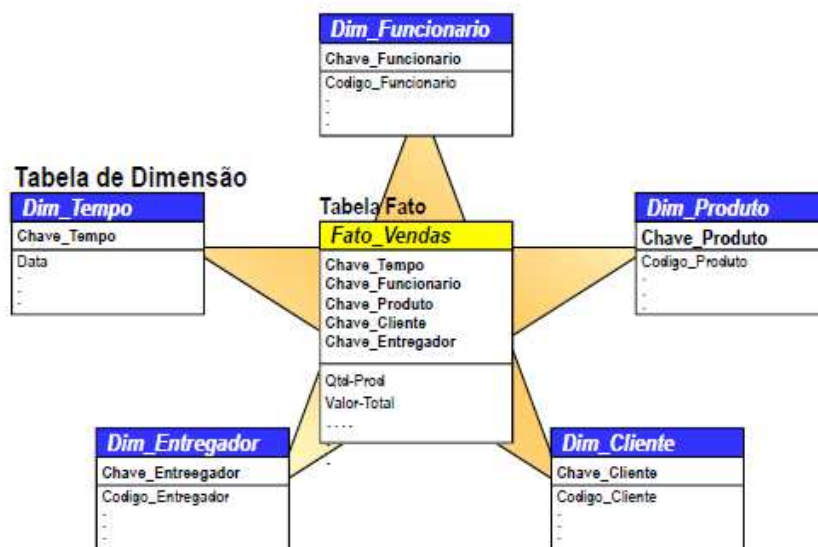 Dim_Funcionario
Chave_Funcionario
Codigo_Funcionario
.
.
.
Tabela de Dimensão
Dim_Tempo
Chave_Tempo
Data
.
.
.
Tabela Fato
Fato_Vendas
Chave_Tempo
Chave_Funcionario
Chave_Produto
Chave_Cliente
Chave_Entregador
Qtd-Prod
Valor-Total
....
.
.
Dim_Produto
Chave_Produto
Codigo_Produto
.
.
.
Dim_Entregador
Chave_Entreegador
Codigo_Entregador
.
.
.
Dim_Cliente
Chave_Cliente
Codigo_Cliente
.
.
.